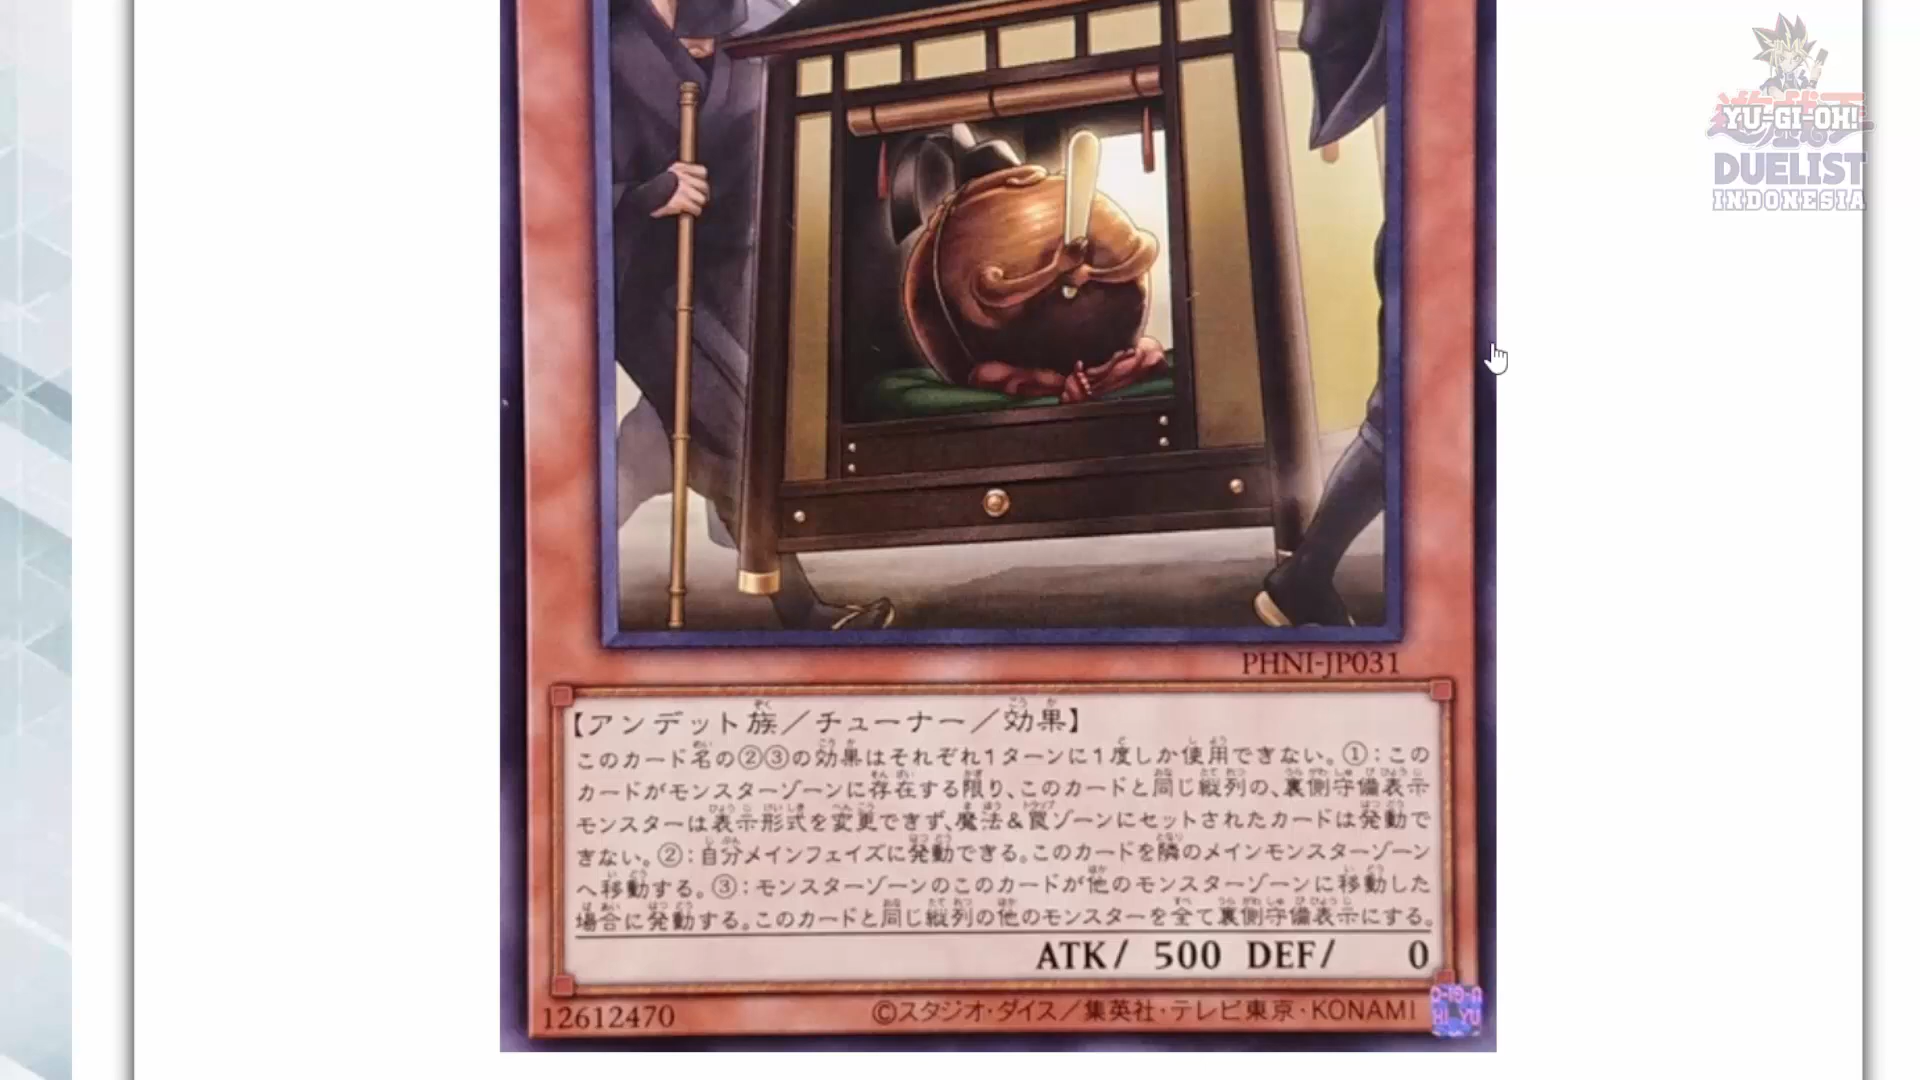 YU-GI-OH!
DUELIST
INDONESIA
PHNI-JP031
【アンデット族／チューナー／効果】
このカード名の②③の効果はそれぞれ1ターンに1度しか使用できない。①：この
カードがモンスターゾーンに存在する限り、このカードと同じ縦列の、裏側守備表示
モンスターは表示形式を変更できず、魔法＆罠ゾーンにセットされたカードは発動で
きない。②：自分メインフェイズに発動できる。このカードを隣のメインモンスターゾーン
へ移動する。③：モンスターゾーンのこのカードが他のモンスターゾーンに移動した
場合に発動する。このカードと同じ縦列の他のモンスターを全て裏側守備表示にする。
ATK/ 500 DEF/ 0
12612470
©スタジオ・ダイス／集英社・テレビ東京・KONAMI